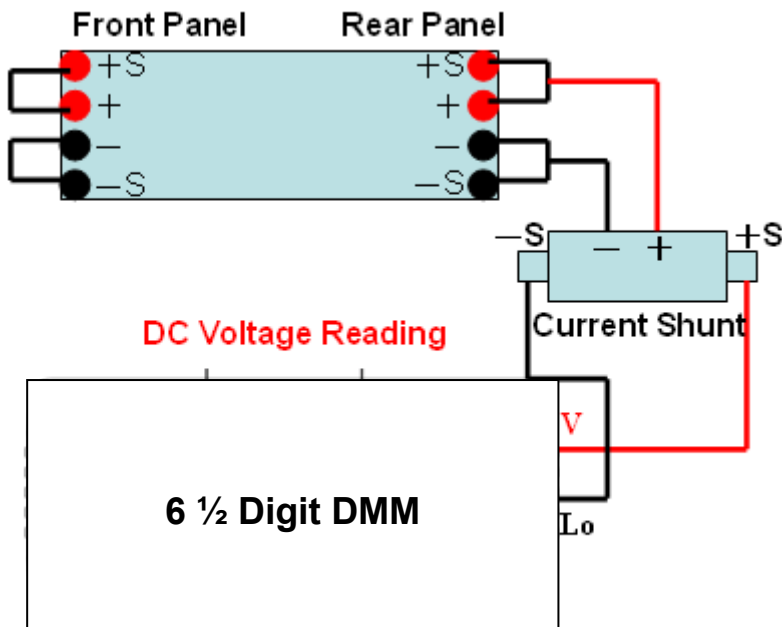 Front Panel Rear Panel
+S +S
+ +
− −
−S −S
−S − + +S
Current Shunt
DC Voltage Reading
V
6 ½ Digit DMM
Lo